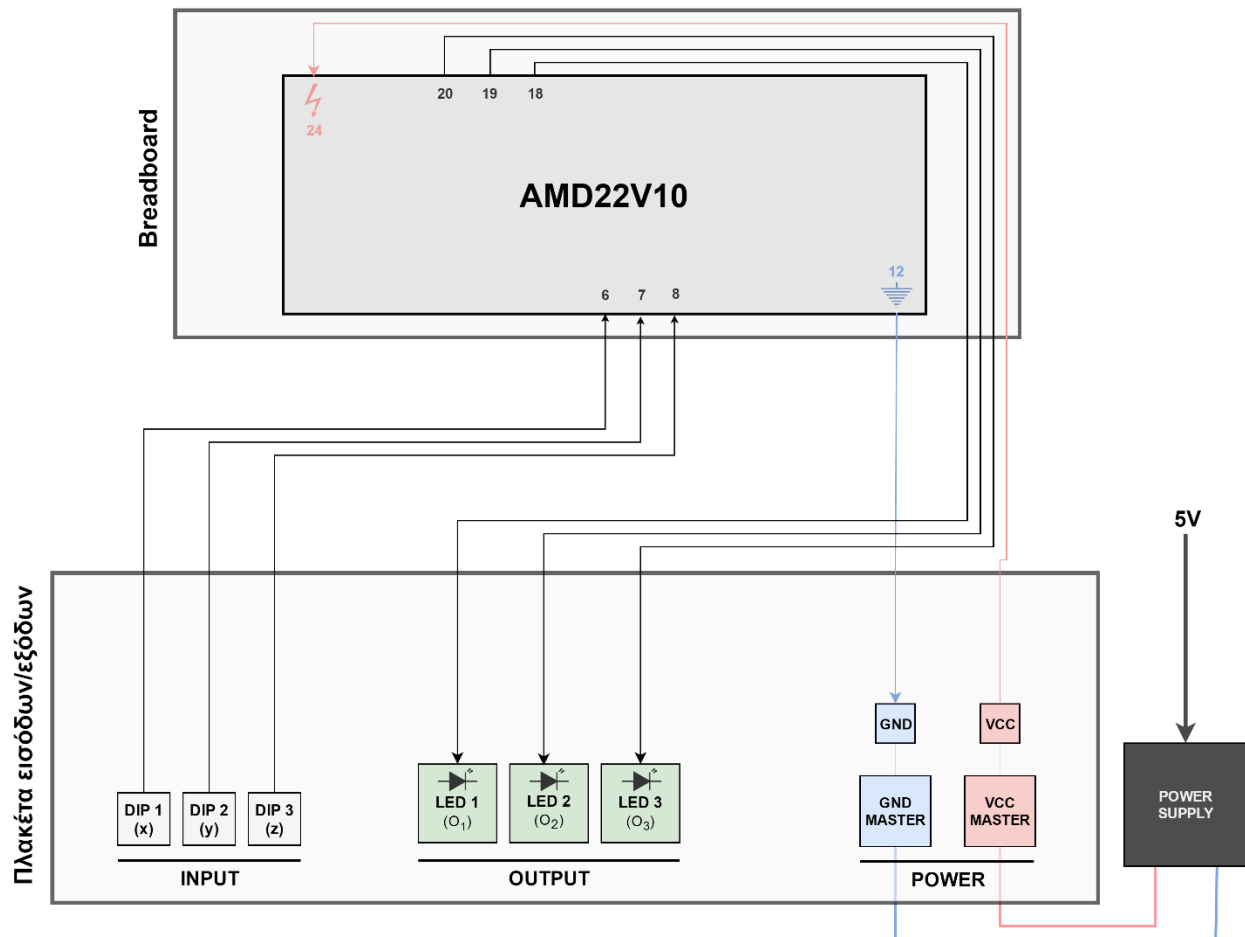 Breadboard
20
19
18
24
AMD22V10
12
6
7
8
5V
Πλακέτα εισόδων/εξόδων
GND
VCC
DIP 1
(x)
DIP 2
(y)
DIP 3
(z)
LED 1
(O₁)
LED 2
(O₂)
LED 3
(O₃)
GND
MASTER
VCC
MASTER
POWER
SUPPLY
INPUT
OUTPUT
POWER